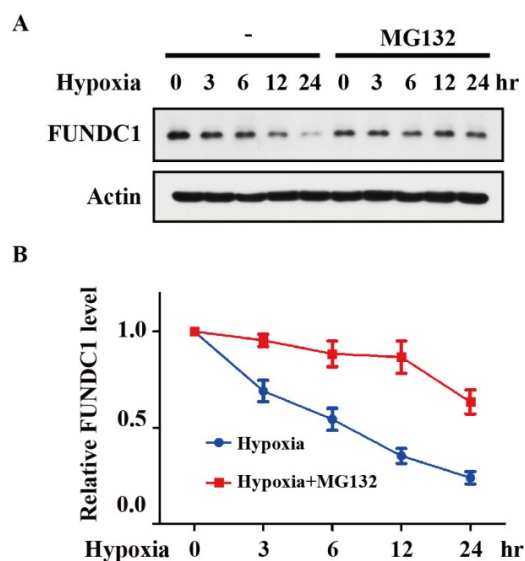 A
- MG132
Hypoxia 0 3 6 12 24 0 3 6 12 24 hr
FUNDC1
Actin
B
Relative FUNDC1 level
1.0
0.5
0.0
Hypoxia
Hypoxia+MG132
Hypoxia 0 3 6 12 24 hr